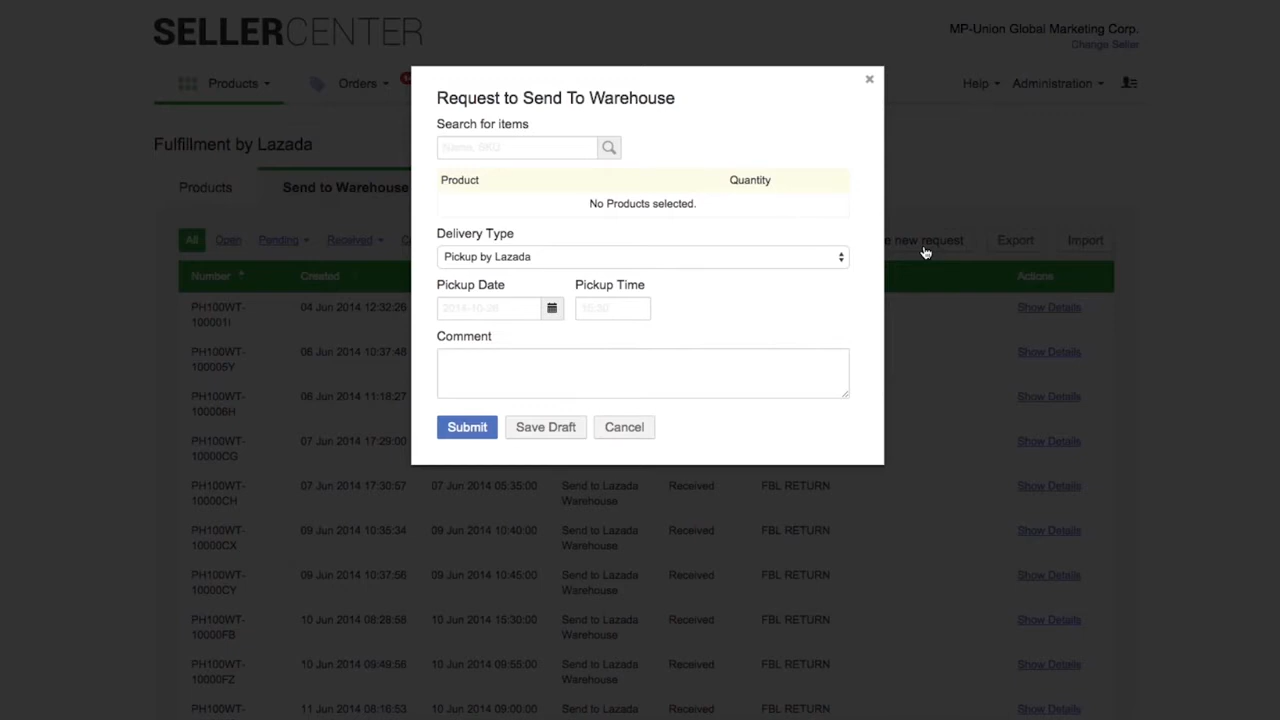 SELLERCENTER
MP-Union Global Marketing Corp.
Change Seller
Products
Orders
Help
Administration
Fulfillment by Lazada
Products
Send to Warehouse
All
Open
Pending
Received
new request
Export
Import
Number
Created
Actions
PH100WT-
04 Jun 2014 12:32:26
Show Details
PH100WT-
100005Y
06 Jun 2014 10:37:48
Show Details
PH100WT-
100006H
06 Jun 2014 11:18:27
Show Details
PH100WT-
10000CG
07 Jun 2014 17:29:00
Show Details
PH100WT-
10000CH
07 Jun 2014 17:30:57
07 Jun 2014 05:35:00
Send to Lazada
Warehouse
Received
FBL RETURN
Show Details
PH100WT-
10000CX
09 Jun 2014 10:35:34
09 Jun 2014 10:40:00
Send to Lazada
Warehouse
Received
FBL RETURN
Show Details
PH100WT-
10000CY
09 Jun 2014 10:37:56
09 Jun 2014 10:45:00
Send to Lazada
Warehouse
Received
FBL RETURN
Show Details
PH100WT-
10000FB
10 Jun 2014 08:28:58
10 Jun 2014 15:30:00
Send to Lazada
Warehouse
Received
FBL RETURN
Show Details
PH100WT-
10000FZ
10 Jun 2014 09:49:56
10 Jun 2014 09:55:00
Send to Lazada
Warehouse
Received
FBL RETURN
Show Details
PH100WT-
11 Jun 2014 08:16:53
11 Jun 2014 09:00:00
Send to Lazada
Received
FBL RETURN
Show Details
Request to Send To Warehouse
Search for items
Name, SKU
Product
Quantity
No Products selected.
Delivery Type
Pickup by Lazada
Pickup Date
Pickup Time
2014-10-26
15:30
Comment
Submit
Save Draft
Cancel